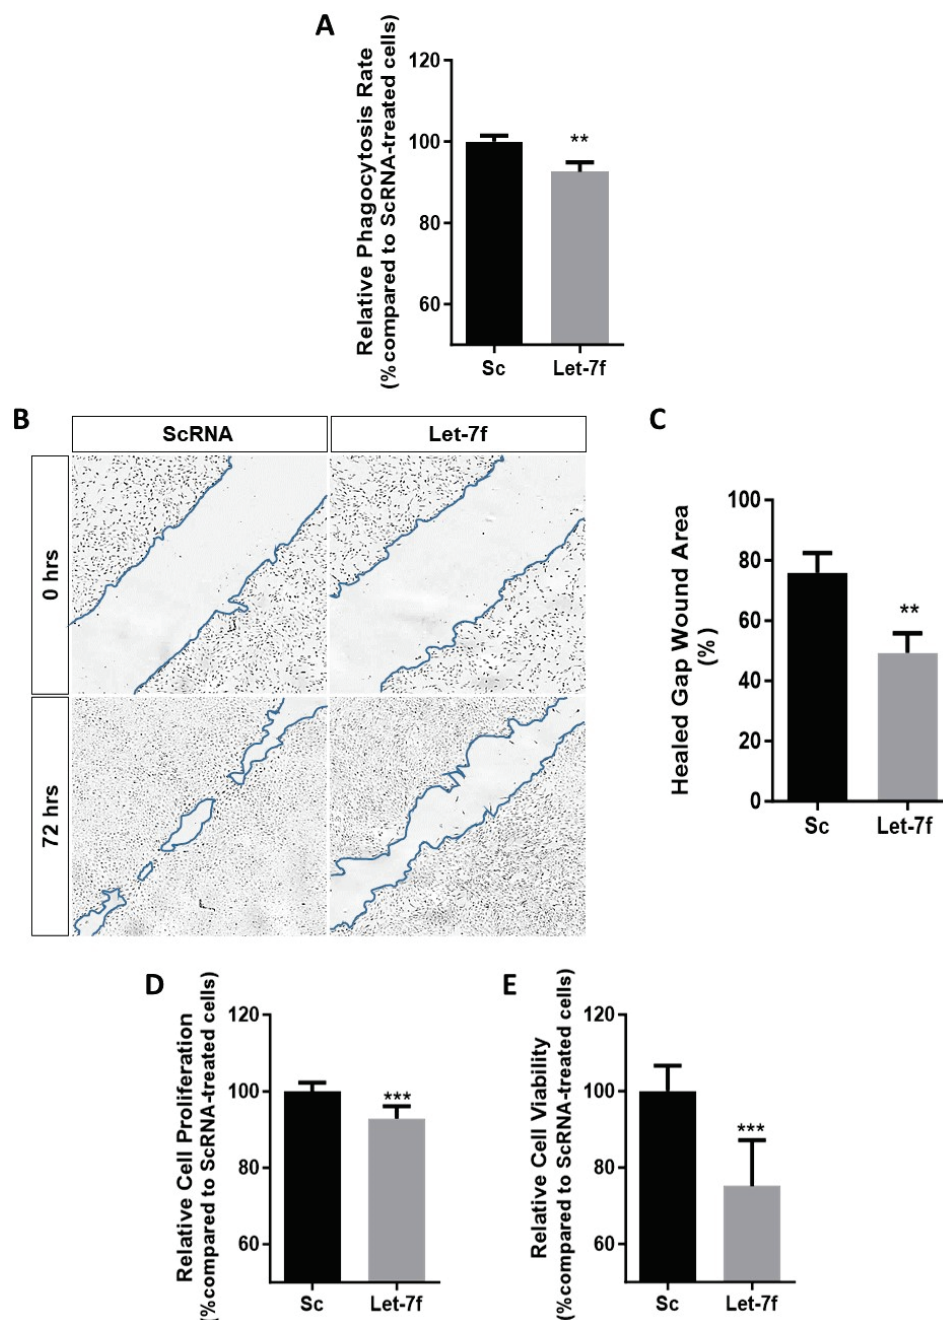 A
Relative Phagocytosis Rate
(%compared to ScRNA-treated cells)
120
100
80
60
**
Sc
Let-7f
B
ScRNA
Let-7f
0 hrs
72 hrs
C
Healed Gap Wound Area
(%)
100
80
60
40
20
0
**
Sc
Let-7f
D
Relative Cell Proliferation
(%compared to ScRNA-treated cells)
120
100
80
60
***
Sc
Let-7f
E
Relative Cell Viability
(%compared to ScRNA-treated cells)
120
100
80
60
***
Sc
Let-7f